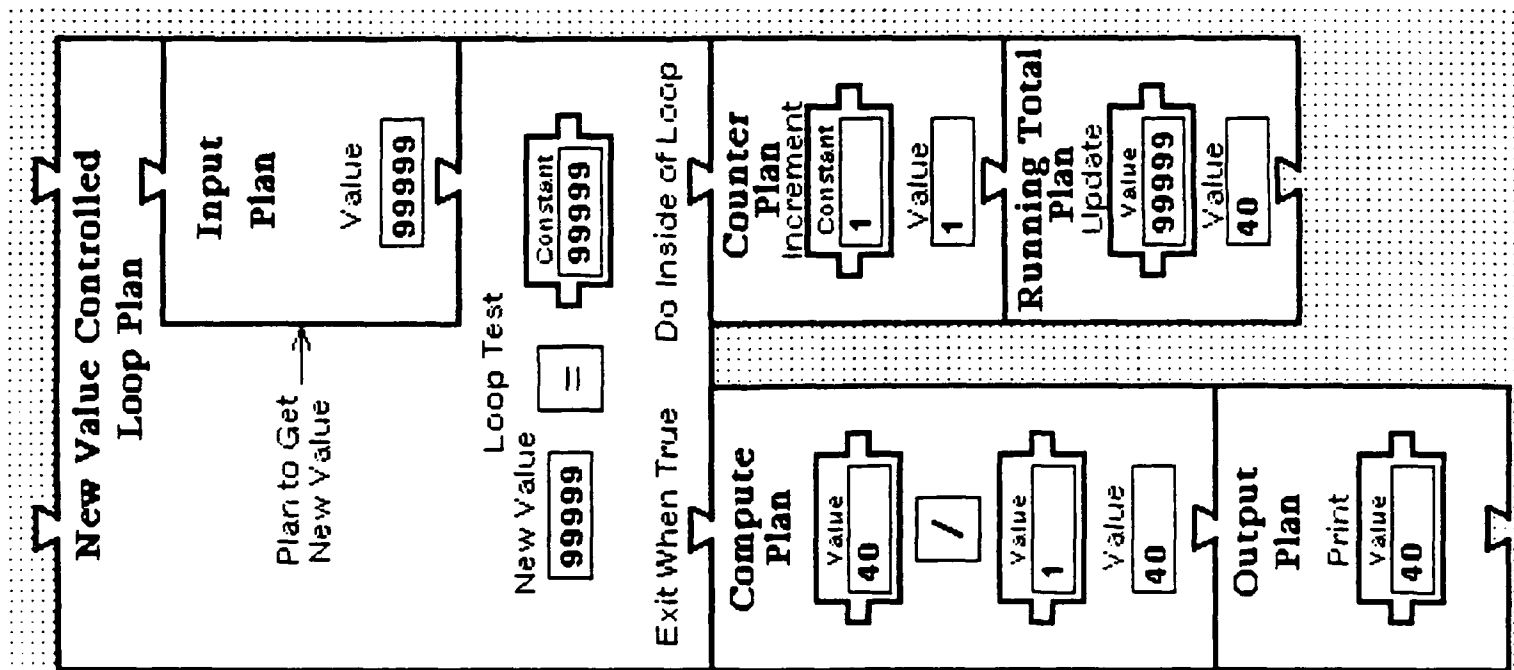 New Value Controlled
Loop Plan
Plan to Get
New Value
Input
Plan
Value
99999
Loop Test
New Value
99999
=
Constant
99999
Exit When True
Do Inside of Loop
Compute
Plan
Value
40
/
Value
1
Value
40
Output
Plan
Print
Value
40
Counter
Plan
Increment
Constant
1
Value
1
Running Total
Plan
Update
Value
99999
Value
40